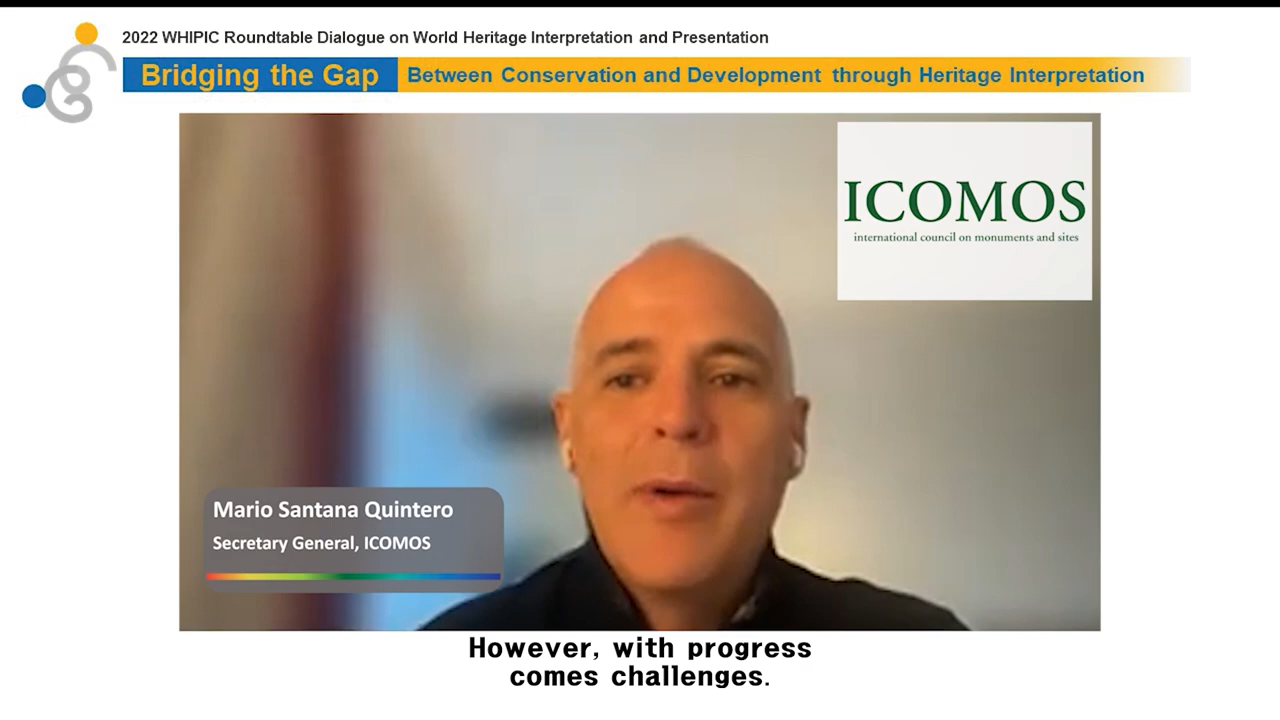 2022 WHIPIC Roundtable Dialogue on World Heritage Interpretation and Presentation
Bridging the Gap Between Conservation and Development through Heritage Interpretation
ICOMOS
international council on monuments and sites
Mario Santana Quintero
Secretary General, ICOMOS
However, with progress
comes challenges.